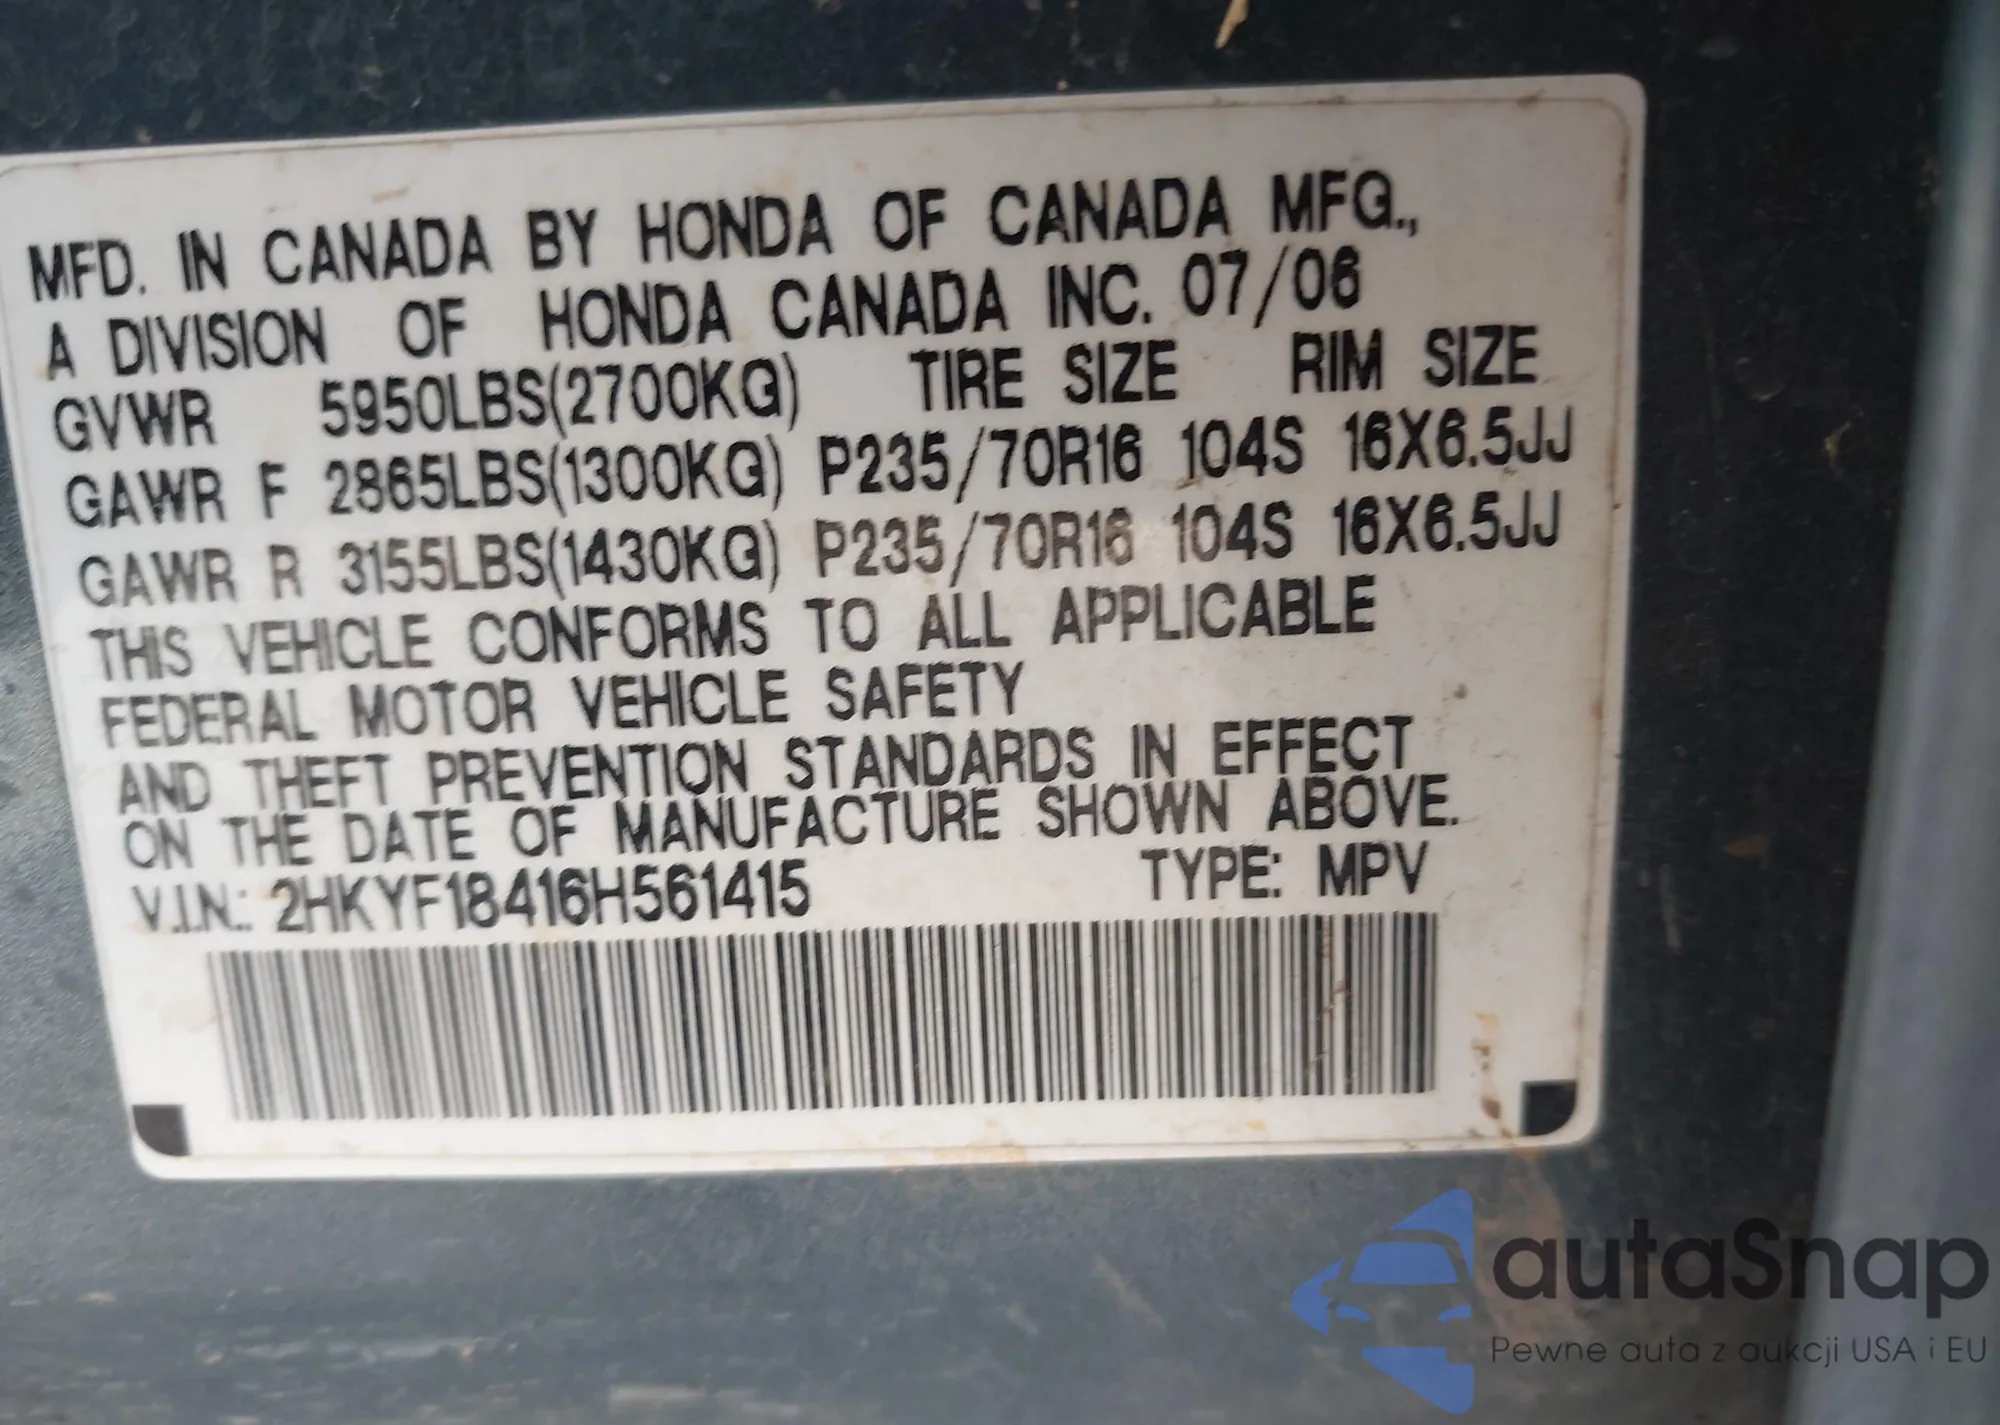 MFD. IN CANADA BY HONDA OF CANADA MFG.,
A DIVISION OF HONDA CANADA INC. 07/06
GVWR 5950LBS(2700KG) TIRE SIZE RIM SIZE
GAWR F 2865LBS(1300KG) P235/70R16 104S 16X6.5JJ
GAWR R 3155LBS(1430KG) P235/70R16 104S 16X6.5JJ
THIS VEHICLE CONFORMS TO ALL APPLICABLE
FEDERAL MOTOR VEHICLE SAFETY
AND THEFT PREVENTION STANDARDS IN EFFECT
ON THE DATE OF MANUFACTURE SHOWN ABOVE.
V.I.N.: 2HKYF18416H561415 TYPE: MPV
autaSnap
Pewne auta z aukcji USA i EU